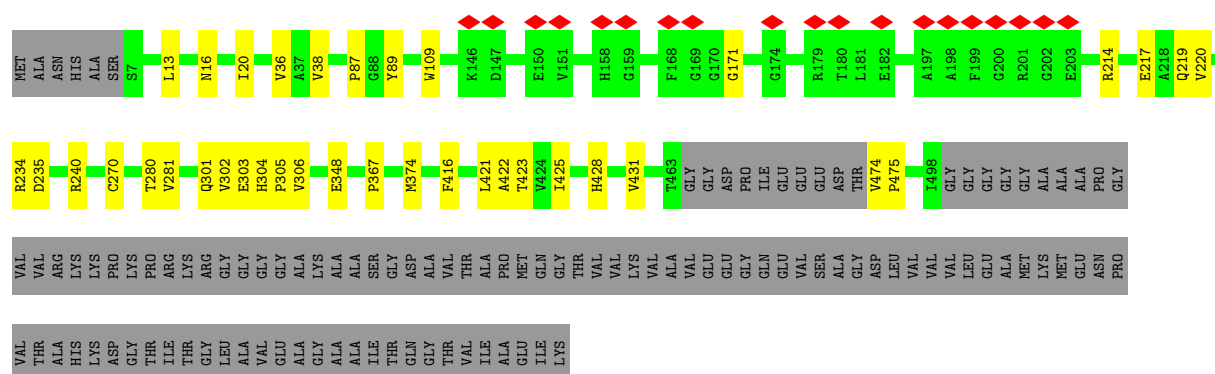 MET ALA ASN HIS ALA SER S7 L13 N16 I20 V36 A37 V38 P87 G88 Y89 W109 K146 D147 E150 V151 H158 G159 F168 G169 G170 G171 G174 R179 T180 L181 E182 A197 A198 F199 G200 R201 G202 E203 R214 E217 A218 Q219 V220
R234 D235 R240 C270 T280 V281 Q301 V302 E303 H304 P305 V306 E348 P367 M374 F416 L421 A422 T423 V424 I425 H428 V431 T463 GLY GLY ASP PRO ILE GLU GLU ASP THR V474 P475 I498 GLY GLY GLY GLY GLY ALA ALA ALA PRO GLY
VAL VAL ARG LYS LYS PRO LYS PRO ARG LYS ARG GLY GLY GLY GLY ALA LYS ALA ALA SER GLY ASP ALA VAL THR ALA PRO MET GLN GLY THR VAL VAL LYS VAL ALA VAL GLU GLU GLY GLN GLU VAL SER ALA GLY ASP LEU VAL VAL VAL LEU GLU ALA MET LYS MET GLU ASN PRO
VAL THR ALA HIS LYS ASP GLY THR ILE THR GLY LEU ALA VAL GLU ALA GLY ALA ALA ILE THR GLN GLY THR VAL ILE ALA GLU ILE LYS